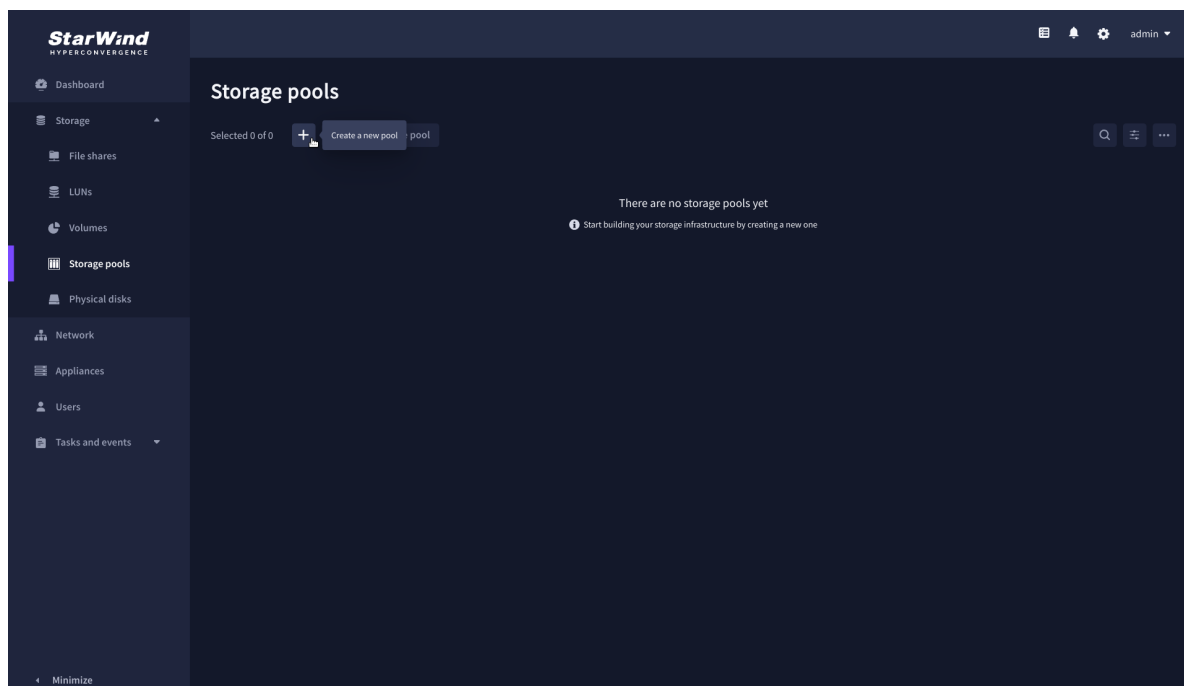 StarWind
HYPERCONVERGENCE
admin
Dashboard
Storage
File shares
LUNs
Volumes
Storage pools
Physical disks
Network
Appliances
Users
Tasks and events
Minimize
Storage pools
Selected 0 of 0
Create a new pool
pool
There are no storage pools yet
Start building your storage infrastructure by creating a new one